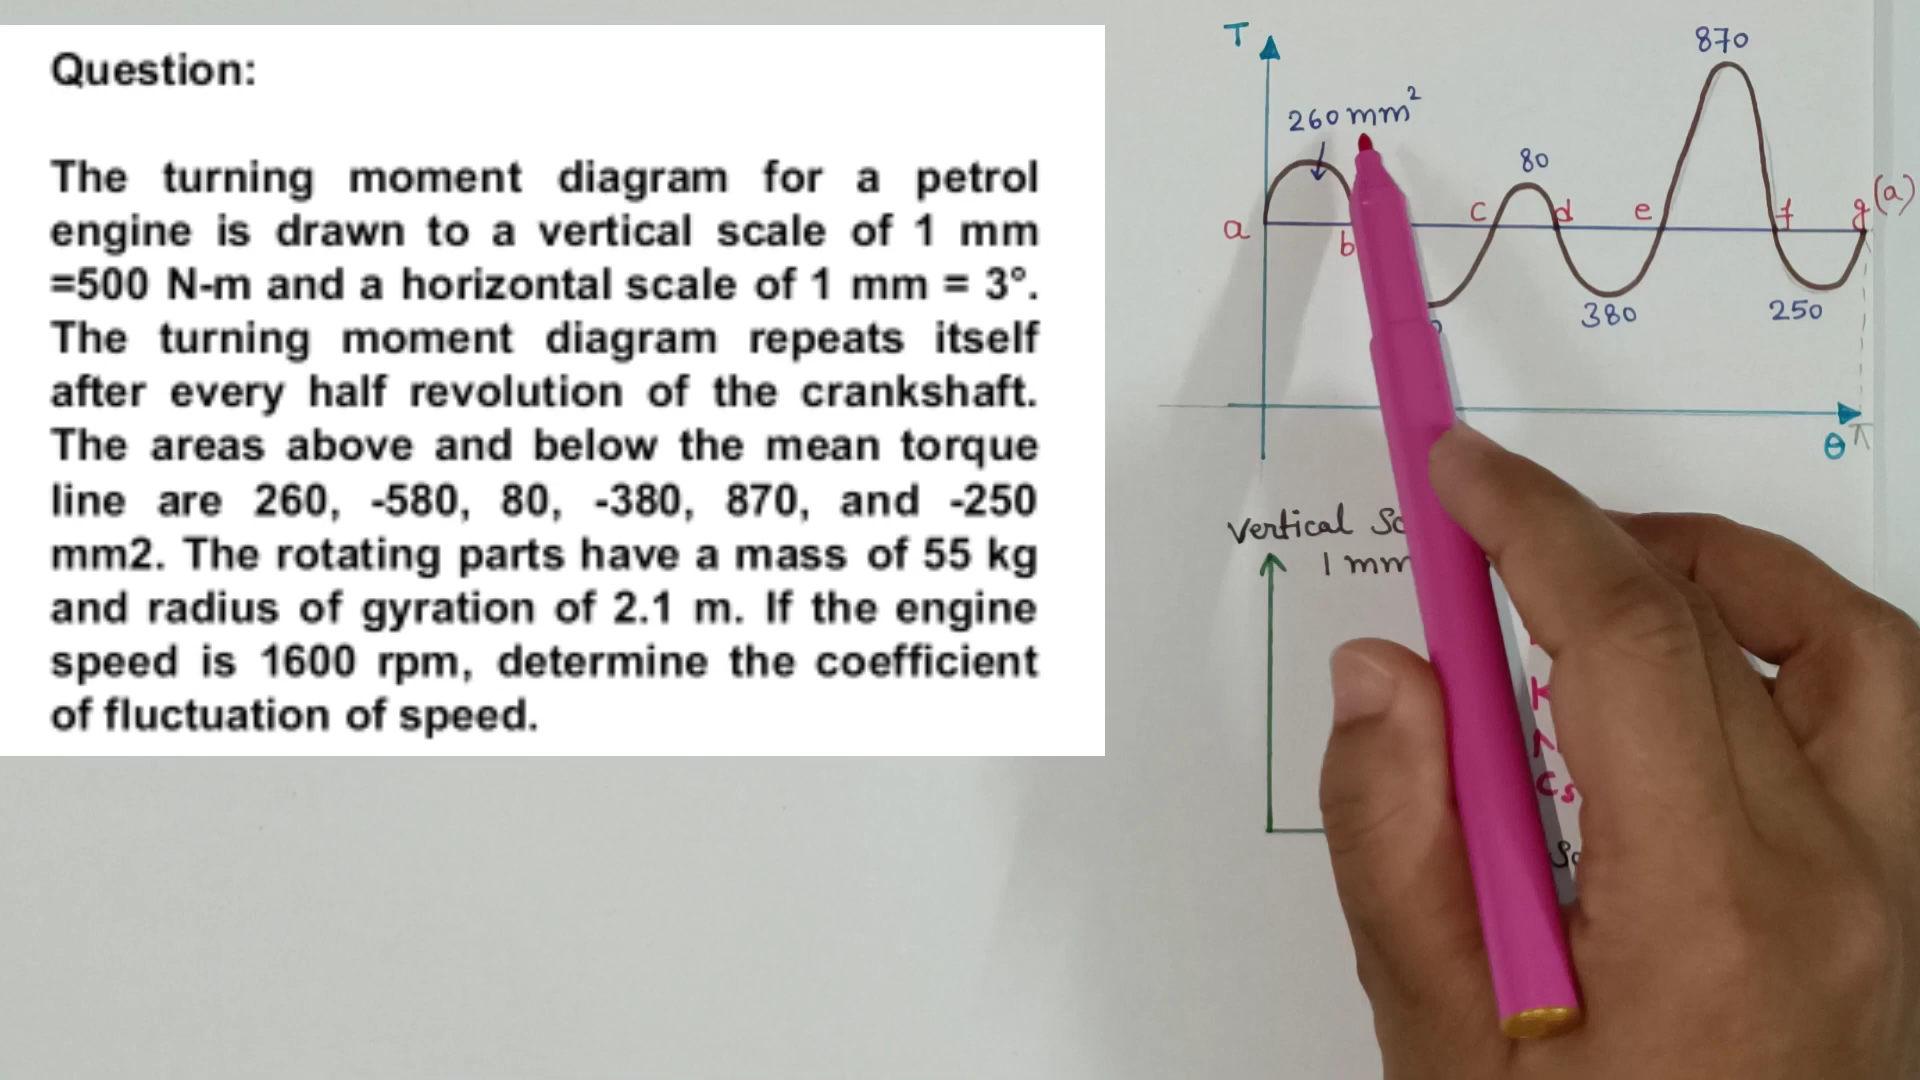 Question:
The turning moment diagram for a petrol
engine is drawn to a vertical scale of 1 mm
=500 N-m and a horizontal scale of 1 mm = 3º.
The turning moment diagram repeats itself
after every half revolution of the crankshaft.
The areas above and below the mean torque
line are 260, -580, 80, -380, 870, and -250
mm2. The rotating parts have a mass of 55 kg
and radius of gyration of 2.1 m. If the engine
speed is 1600 rpm, determine the coefficient
of fluctuation of speed.
T
870
260 mm²
80
a
b
c
d
e
f
g (a)
380
250
θ
π
Vertical
1 mm
K
Cs